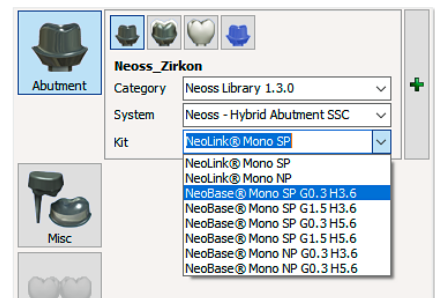 Neoss_Zirkon
Abutment
Category Neoss Library 1.3.0
System Neoss - Hybrid Abutment SSC
Kit NeoLink® Mono SP
NeoLink® Mono SP
NeoLink® Mono NP
NeoBase® Mono SP G0.3 H3.6
NeoBase® Mono SP G1.5 H3.6
NeoBase® Mono SP G0.3 H5.6
NeoBase® Mono SP G1.5 H5.6
NeoBase® Mono NP G0.3 H3.6
NeoBase® Mono NP G0.3 H5.6
Misc